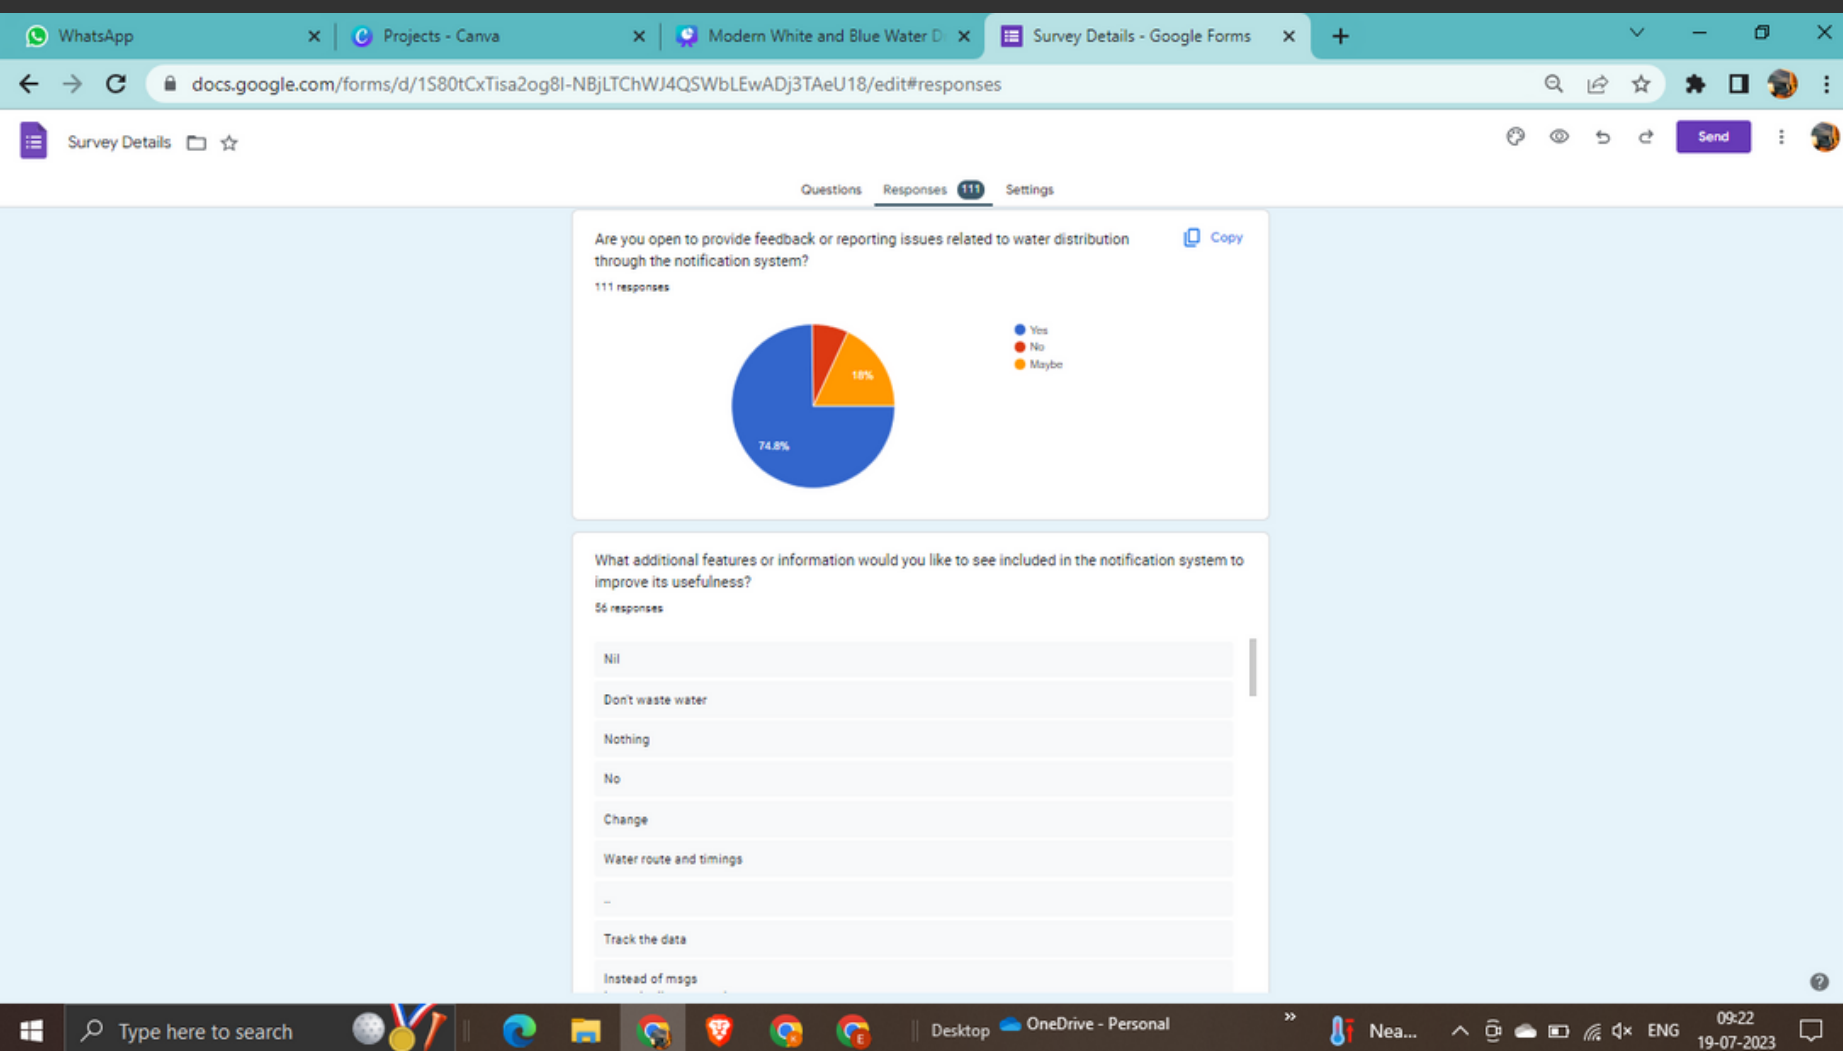 WhatsApp
Projects - Canva
Modern White and Blue Water D
Survey Details - Google Forms
docs.google.com/forms/d/1S80tCxTisa2og8I-NBjLTChWJ4QSWbLEwADj3TAeU18/edit#responses
Survey Details
Send
Questions
Responses 111
Settings
Are you open to provide feedback or reporting issues related to water distribution
through the notification system?
Copy
111 responses
Yes
No
Maybe
18%
74.8%
What additional features or information would you like to see included in the notification system to
improve its usefulness?
56 responses
Nil
Don't waste water
Nothing
No
Change
Water route and timings
..
Track the data
Instead of msgs
Type here to search
Desktop
OneDrive - Personal
Nea...
ENG
09:22
19-07-2023